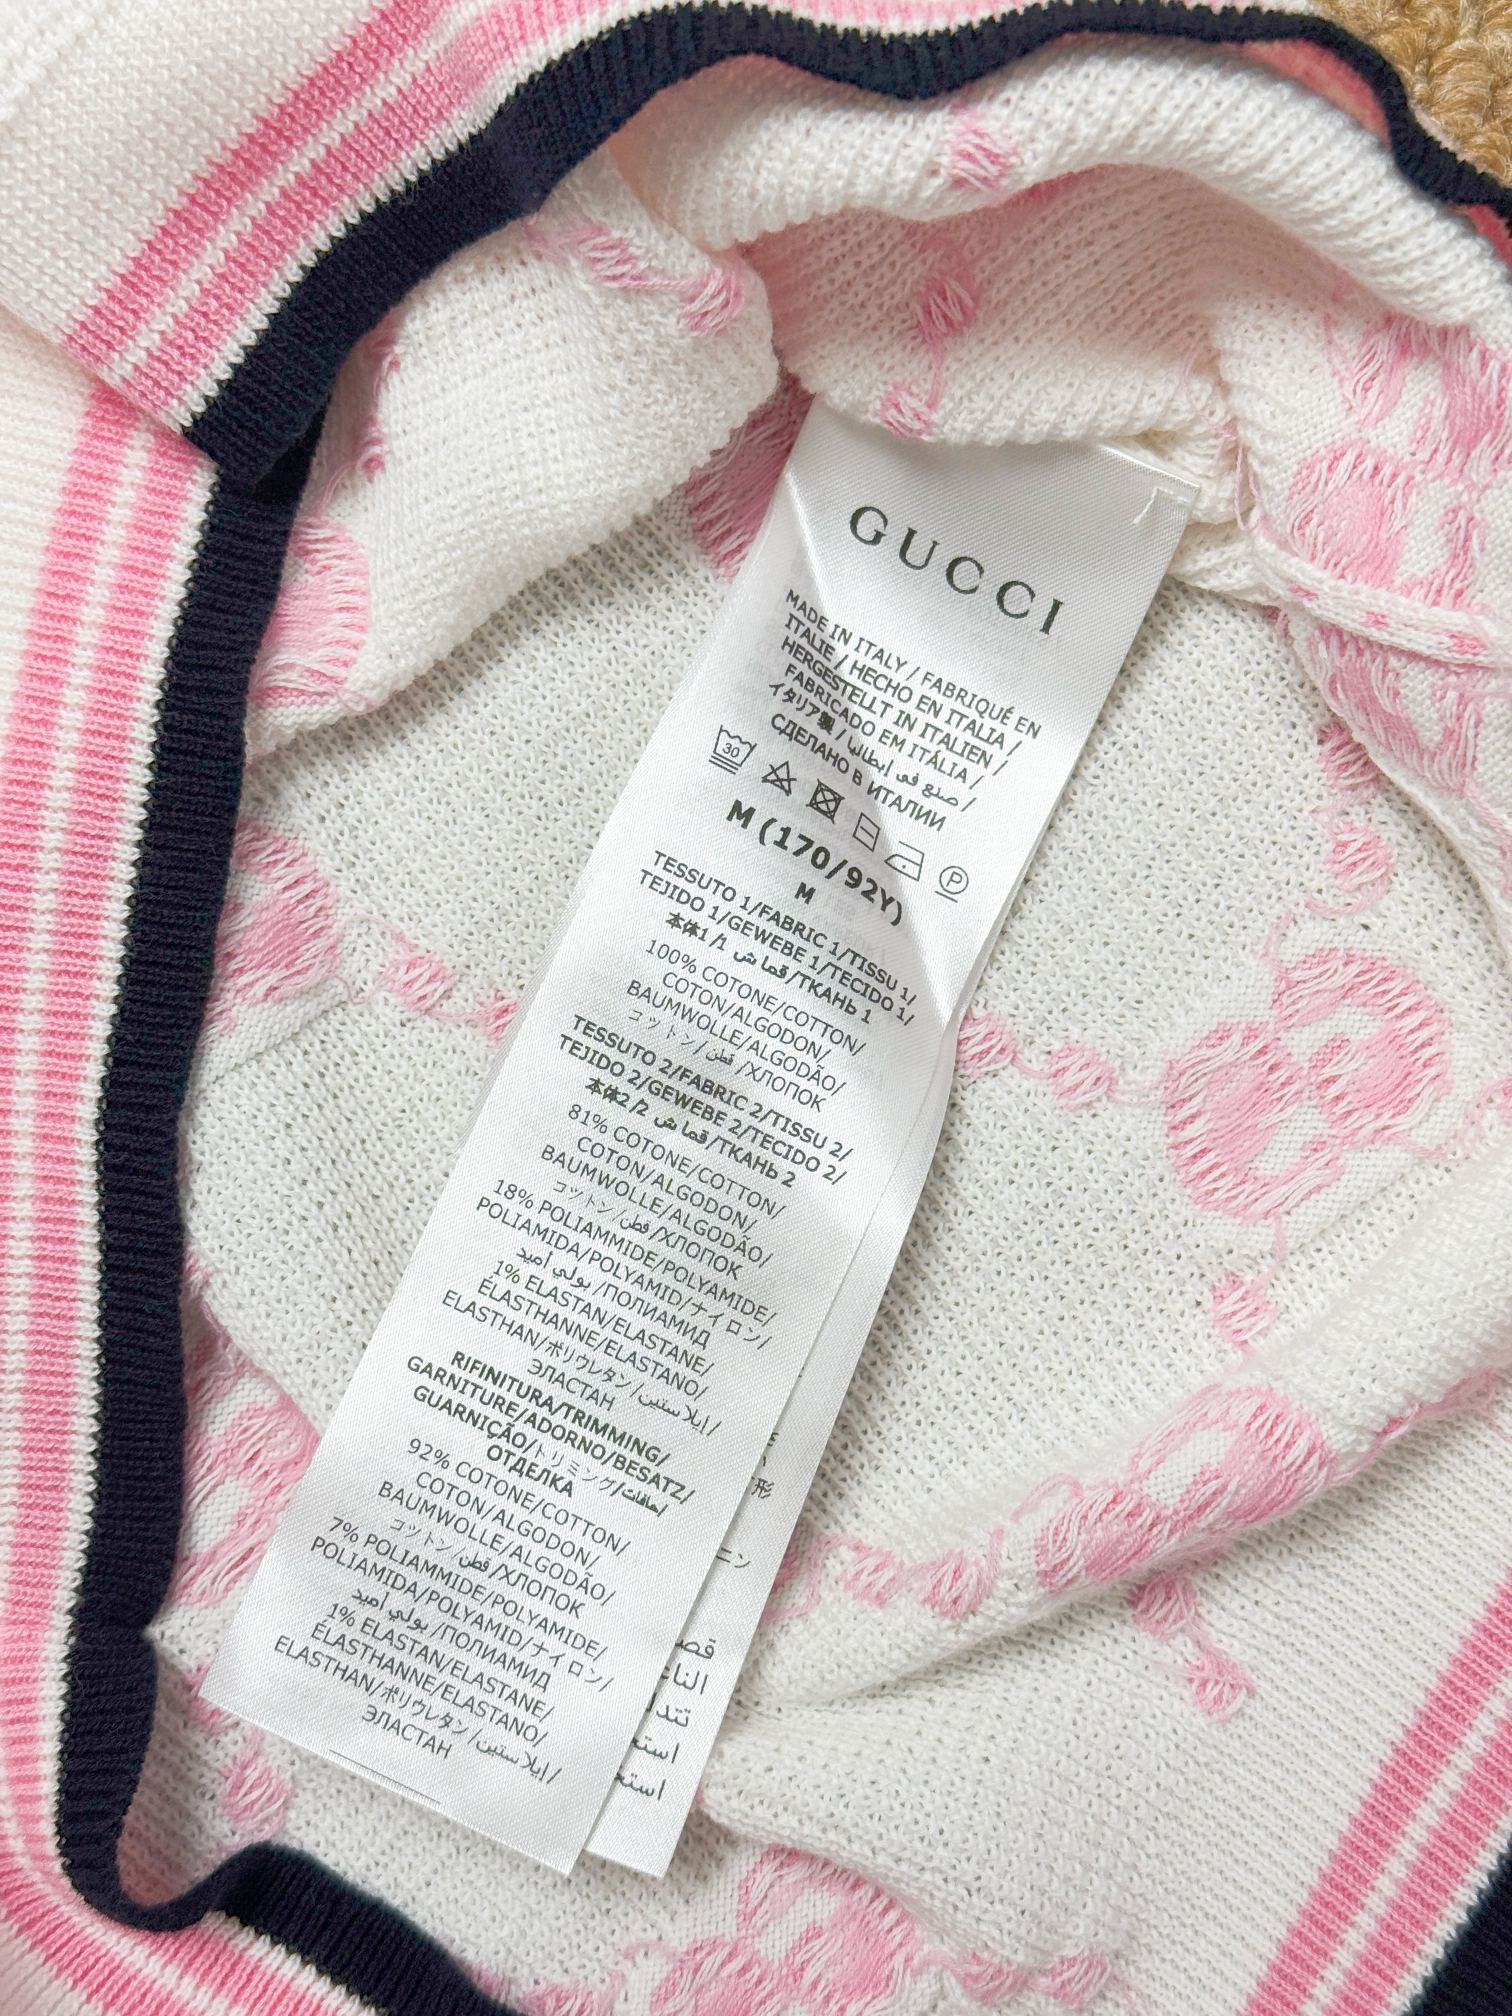 GUCCI
MADE IN ITALY / FABRIQUÉ EN
ITALIE / HECHO EN ITALIA /
HERGESTELLT IN ITALIEN /
FABRICADO EM ITÁLIA /
イタリア製 / صنع في إيطاليا /
СДЕЛАНО В ИТАЛИИ
30
P
M (170/92Y)
M
TESSUTO 1/FABRIC 1/TISSU 1/
TEJIDO 1/GEWEBE 1/TECIDO 1/
本体1/1 قماش/ТКАНЬ 1
100% COTONE/COTTON/
COTON/ALGODON/
BAUMWOLLE/ALGODÃO/
コットン/قطن/ХЛОПОК
TESSUTO 2/FABRIC 2/TISSU 2/
TEJIDO 2/GEWEBE 2/TECIDO 2/
本体2/2 قماش/ТКАНЬ 2
81% COTONE/COTTON/
COTON/ALGODON/
BAUMWOLLE/ALGODÃO/
コットン/قطن/ХЛОПОК
18% POLIAMMIDE/POLYAMIDE/
POLIAMIDA/POLYAMID/ナイロン/
بولي أميد/ПОЛИАМИД
1% ELASTAN/ELASTANE/
ÉLASTHANNE/ELASTANO/
ELASTHAN/ポリウレタン/إيلاستين/
ЭЛАСТАН
RIFINITURA/TRIMMING/
GARNITURE/ADORNO/BESATZ/
GUARNIÇÃO/トリミング/حافات
ОТДЕЛКА
92% COTONE/COTTON/
COTON/ALGODON/
BAUMWOLLE/ALGODÃO/
コットン/قطن/ХЛОПОК
7% POLIAMMIDE/POLYAMIDE/
POLIAMIDA/POLYAMID/ナイロン/
بولي أميد/ПОЛИАМИД
1% ELASTAN/ELASTANE/
ÉLASTHANNE/ELASTANO/
ELASTHAN/ポリウレタン/إيلاستين/
ЭЛАСТАН